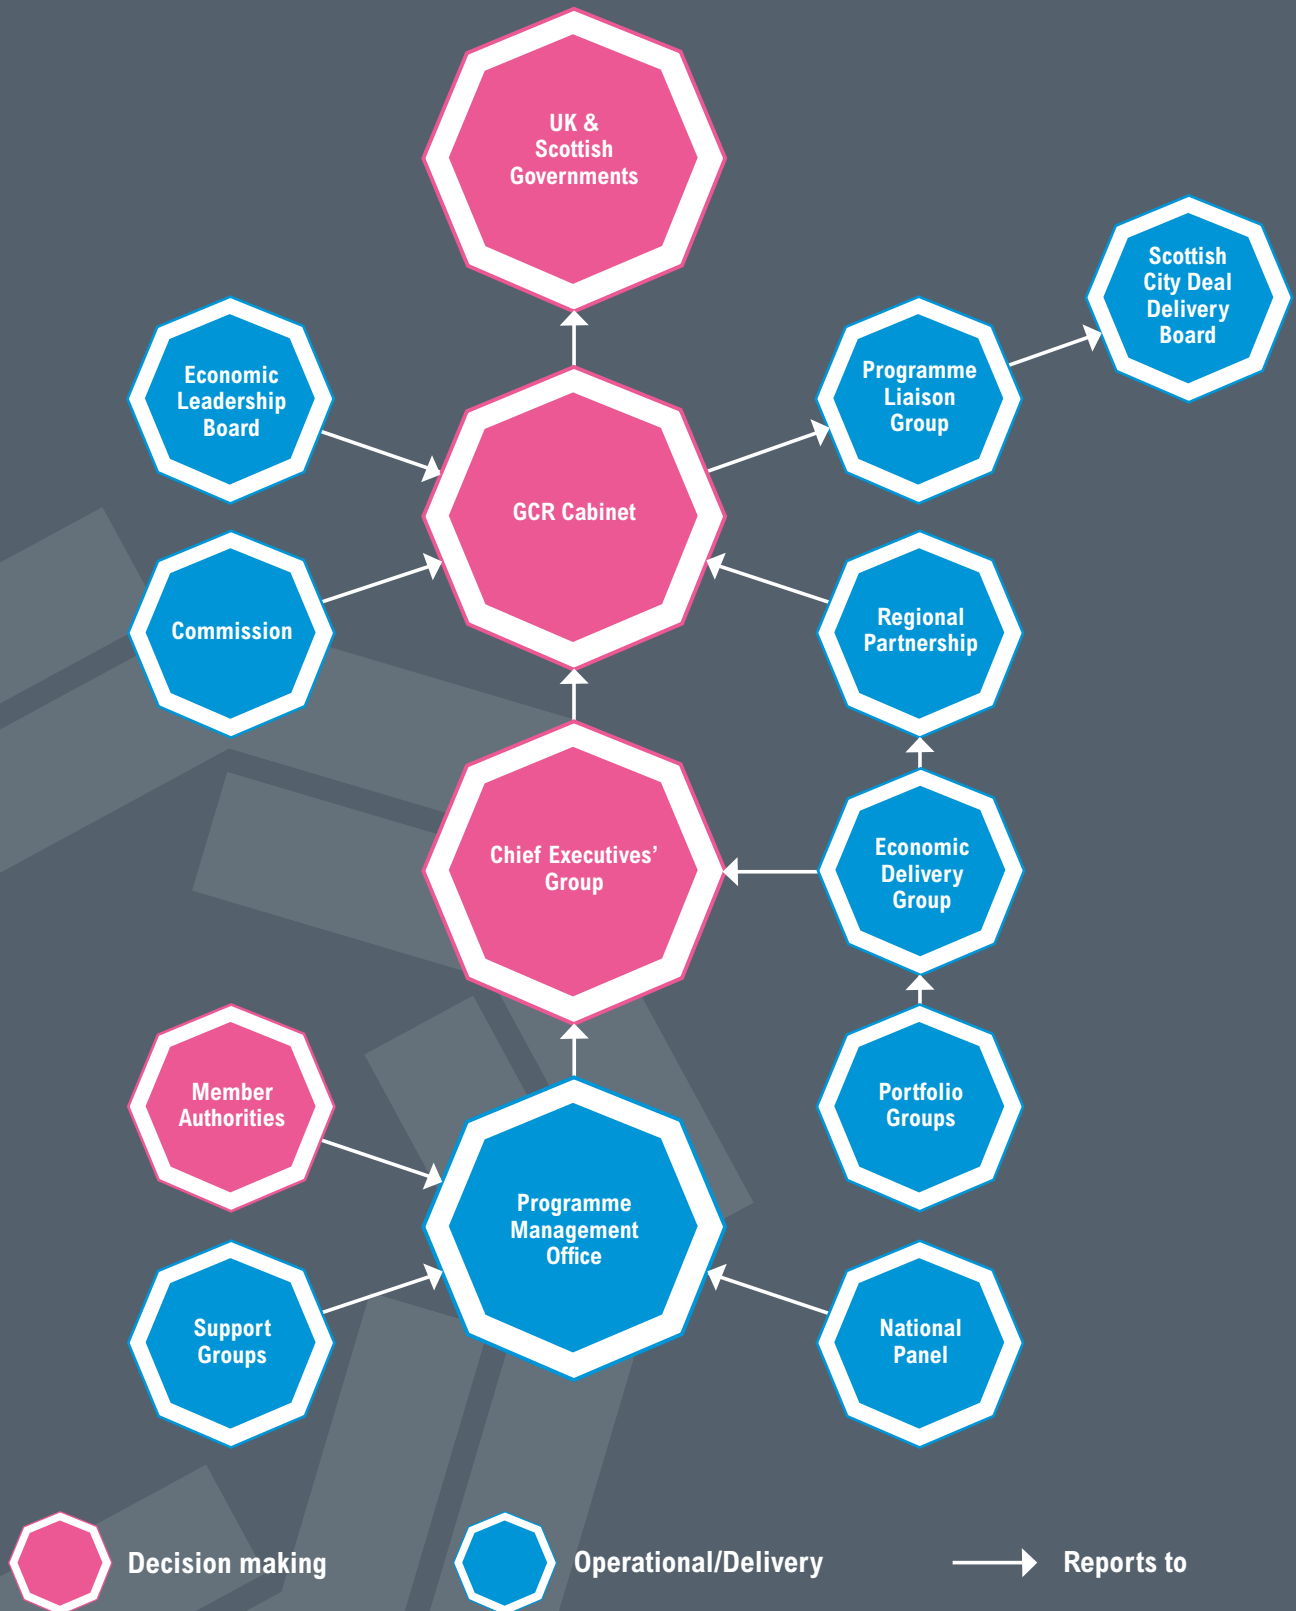 UK &
Scottish
Governments
Scottish
City Deal
Delivery
Board
Economic
Leadership
Board
Programme
Liaison
Group
GCR Cabinet
Commission
Regional
Partnership
Chief Executives’
Group
Economic
Delivery
Group
Member
Authorities
Portfolio
Groups
Programme
Management
Office
Support
Groups
National
Panel
Decision making
Operational/Delivery
Reports to